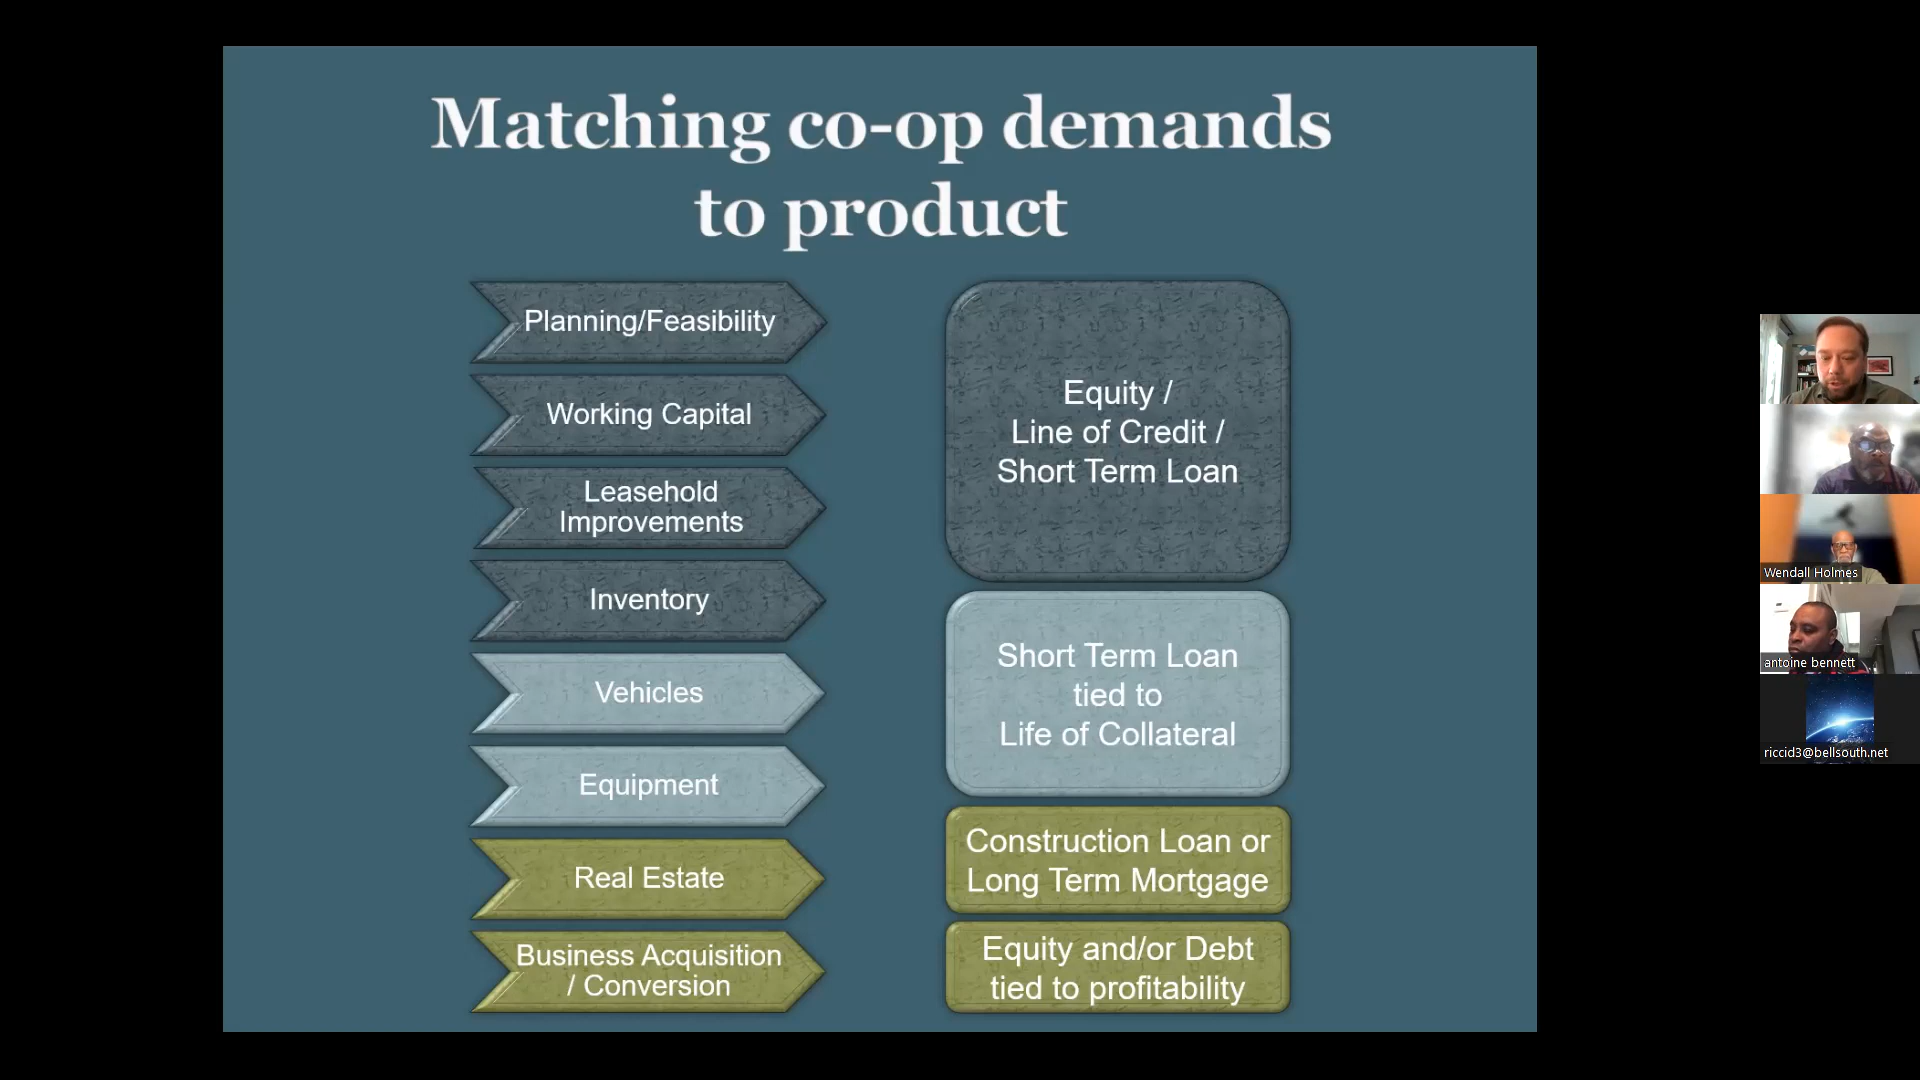 Matching co-op demands
to product
Planning/Feasibility
Working Capital
Leasehold
Improvements
Inventory
Vehicles
Equipment
Real Estate
Business Acquisition
/ Conversion
Equity /
Line of Credit /
Short Term Loan
Short Term Loan
tied to
Life of Collateral
Construction Loan or
Long Term Mortgage
Equity and/or Debt
tied to profitability
Wendall Holmes
antoine bennett
riccid3@bellsouth.net